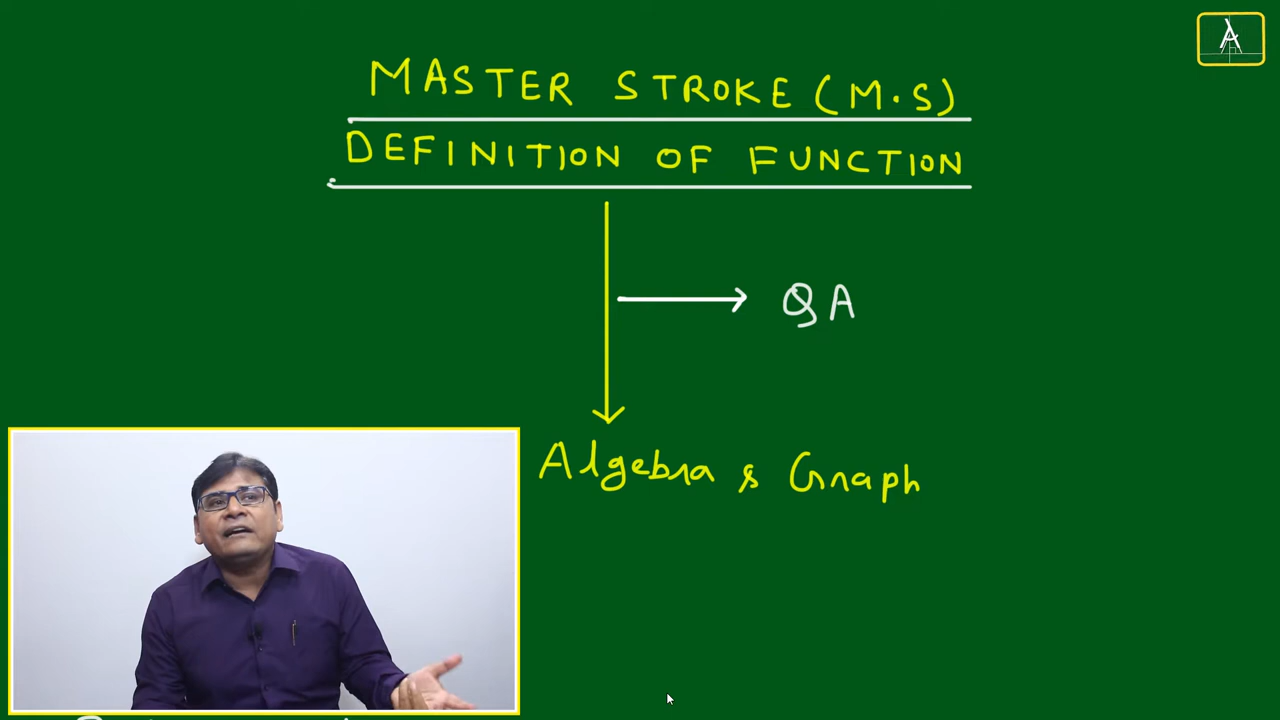 A
MASTER STROKE (M.S)
DEFINITION OF FUNCTION
QA
Algebra & Graph